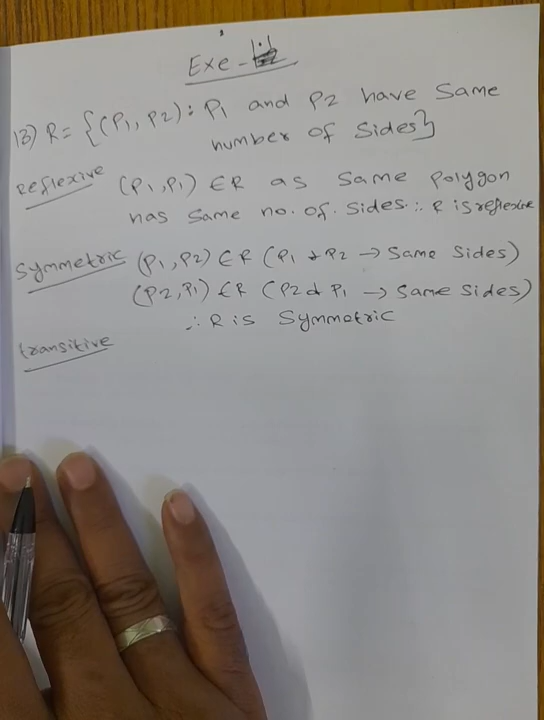 Exe - 1.1
13) R = {(P1, P2): P1 and P2 have Same
number of Sides}
Reflexive (P1, P1) ∈ R as Same Polygon
has Same no. of. Sides ∴ R is reflexive
Symmetric (P1, P2) ∈ R (P1 & P2 → Same Sides)
(P2, P1) ∈ R (P2 & P1 → Same sides)
∴ R is Symmetric
transitive